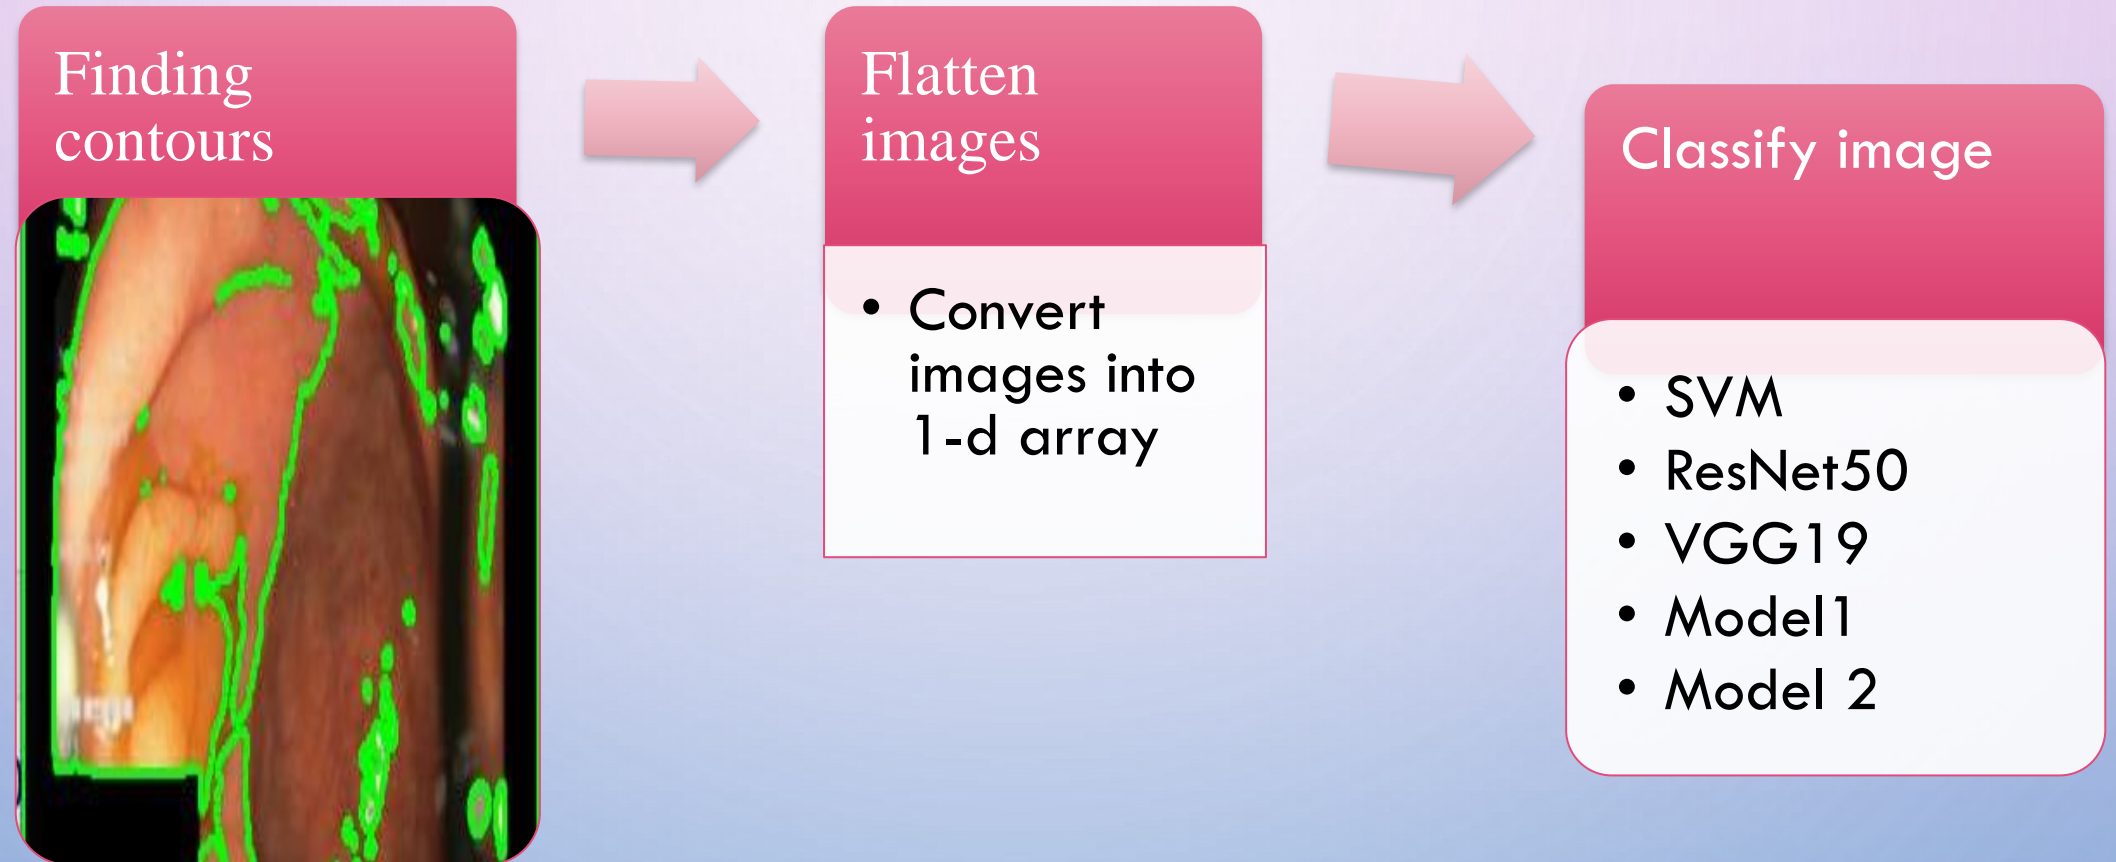 Finding
contours
Flatten
images
• Convert
images into
1-d array
Classify image
• SVM
• ResNet50
• VGG19
• Model1
• Model 2